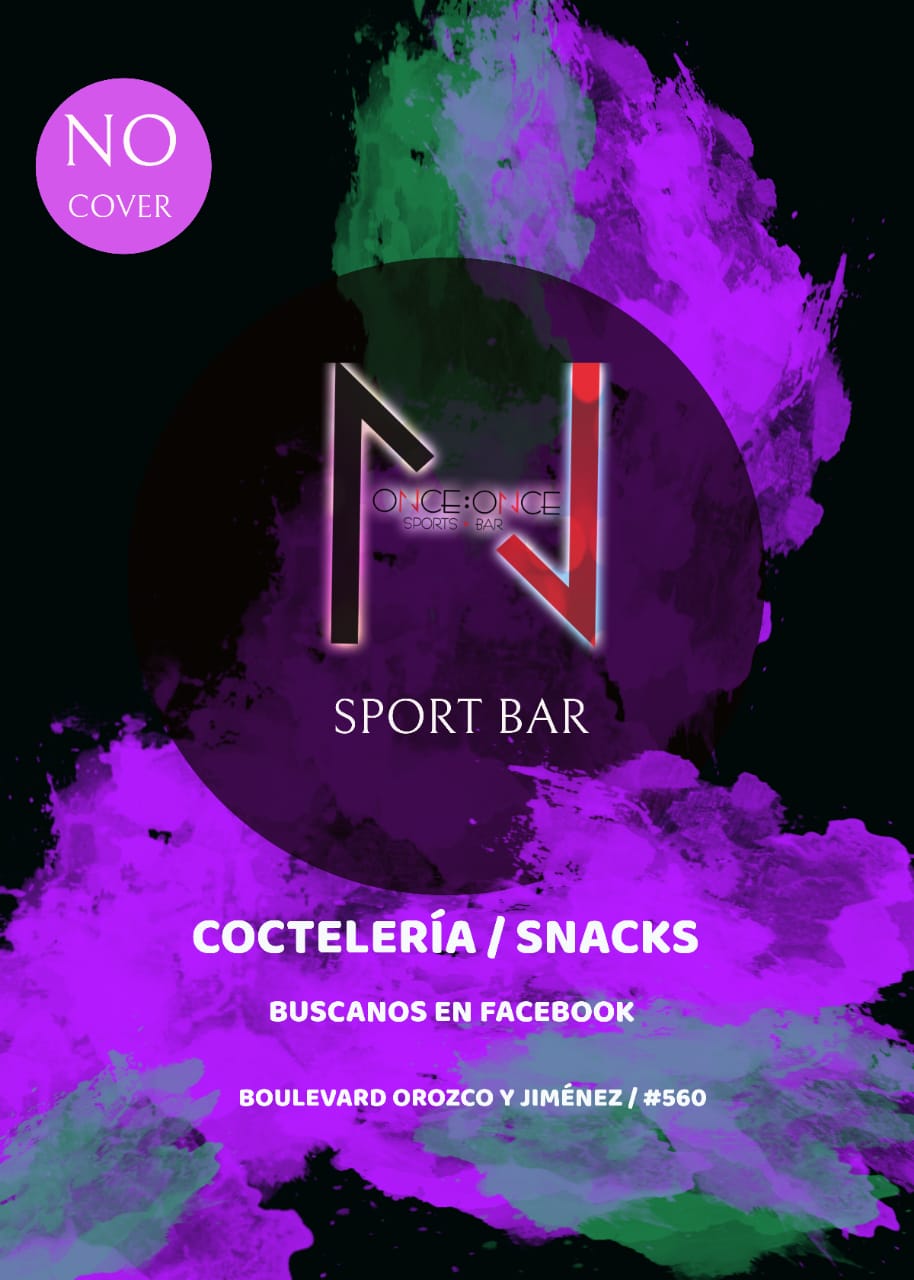 NO
COVER
ONCE:ONCE
SPORTS BAR
SPORT BAR
COCTELERÍA / SNACKS
BUSCANOS EN FACEBOOK
BOULEVARD OROZCO Y JIMÉNEZ / #560